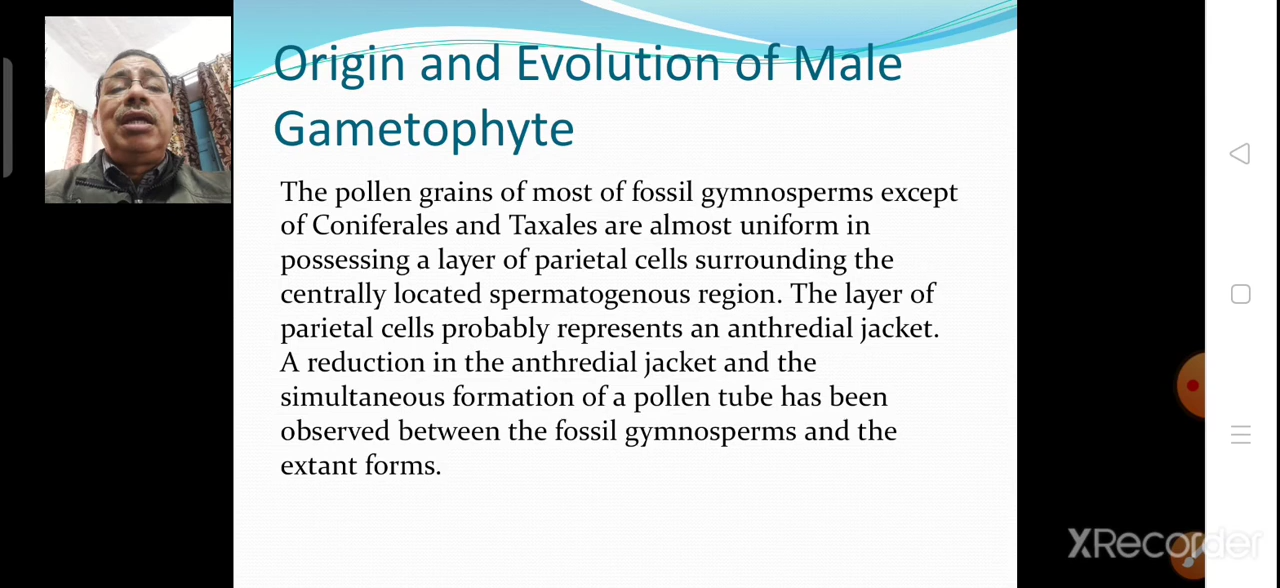 Origin and Evolution of Male
Gametophyte
The pollen grains of most of fossil gymnosperms except
of Coniferales and Taxales are almost uniform in
possessing a layer of parietal cells surrounding the
centrally located spermatogenous region. The layer of
parietal cells probably represents an anthredial jacket.
A reduction in the anthredial jacket and the
simultaneous formation of a pollen tube has been
observed between the fossil gymnosperms and the
extant forms.
XRecorder